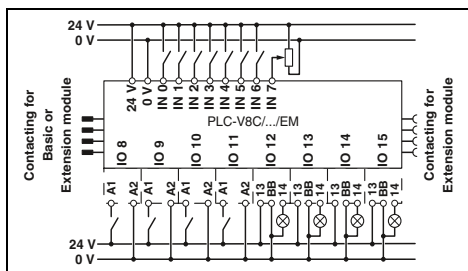 24 V
0 V
Contacting for
Basic or
Extension module
24 V
0 V
IN 0
IN 1
IN 2
IN 3
IN 4
IN 5
IN 6
IN 7
PLC-V8C/.../EM
IO 8
IO 9
IO 10
IO 11
IO 12
IO 13
IO 14
IO 15
Contacting for
Extension module
A1
A2
A1
A2
A1
A2
A1
A2
13
BB
14
13
BB
14
13
BB
14
13
BB
14
24 V
0 V